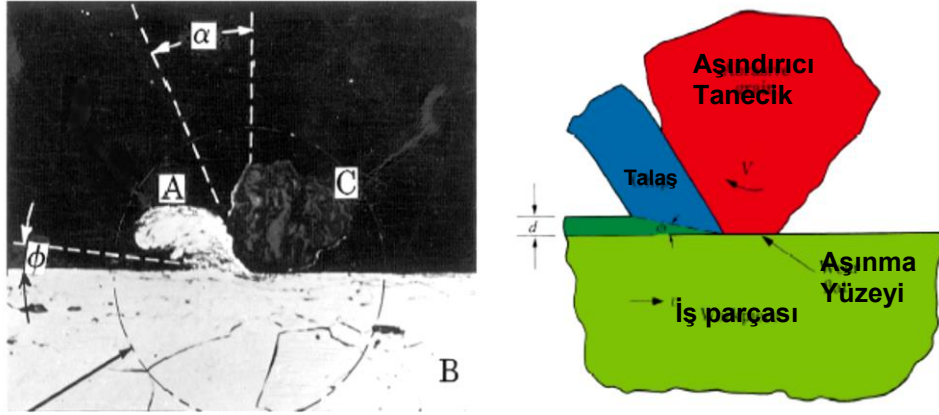 α
A
C
ϕ
B
Aşındırıcı
Tanecik
V
Talaş
d
Aşınma
Yüzeyi
İş parçası